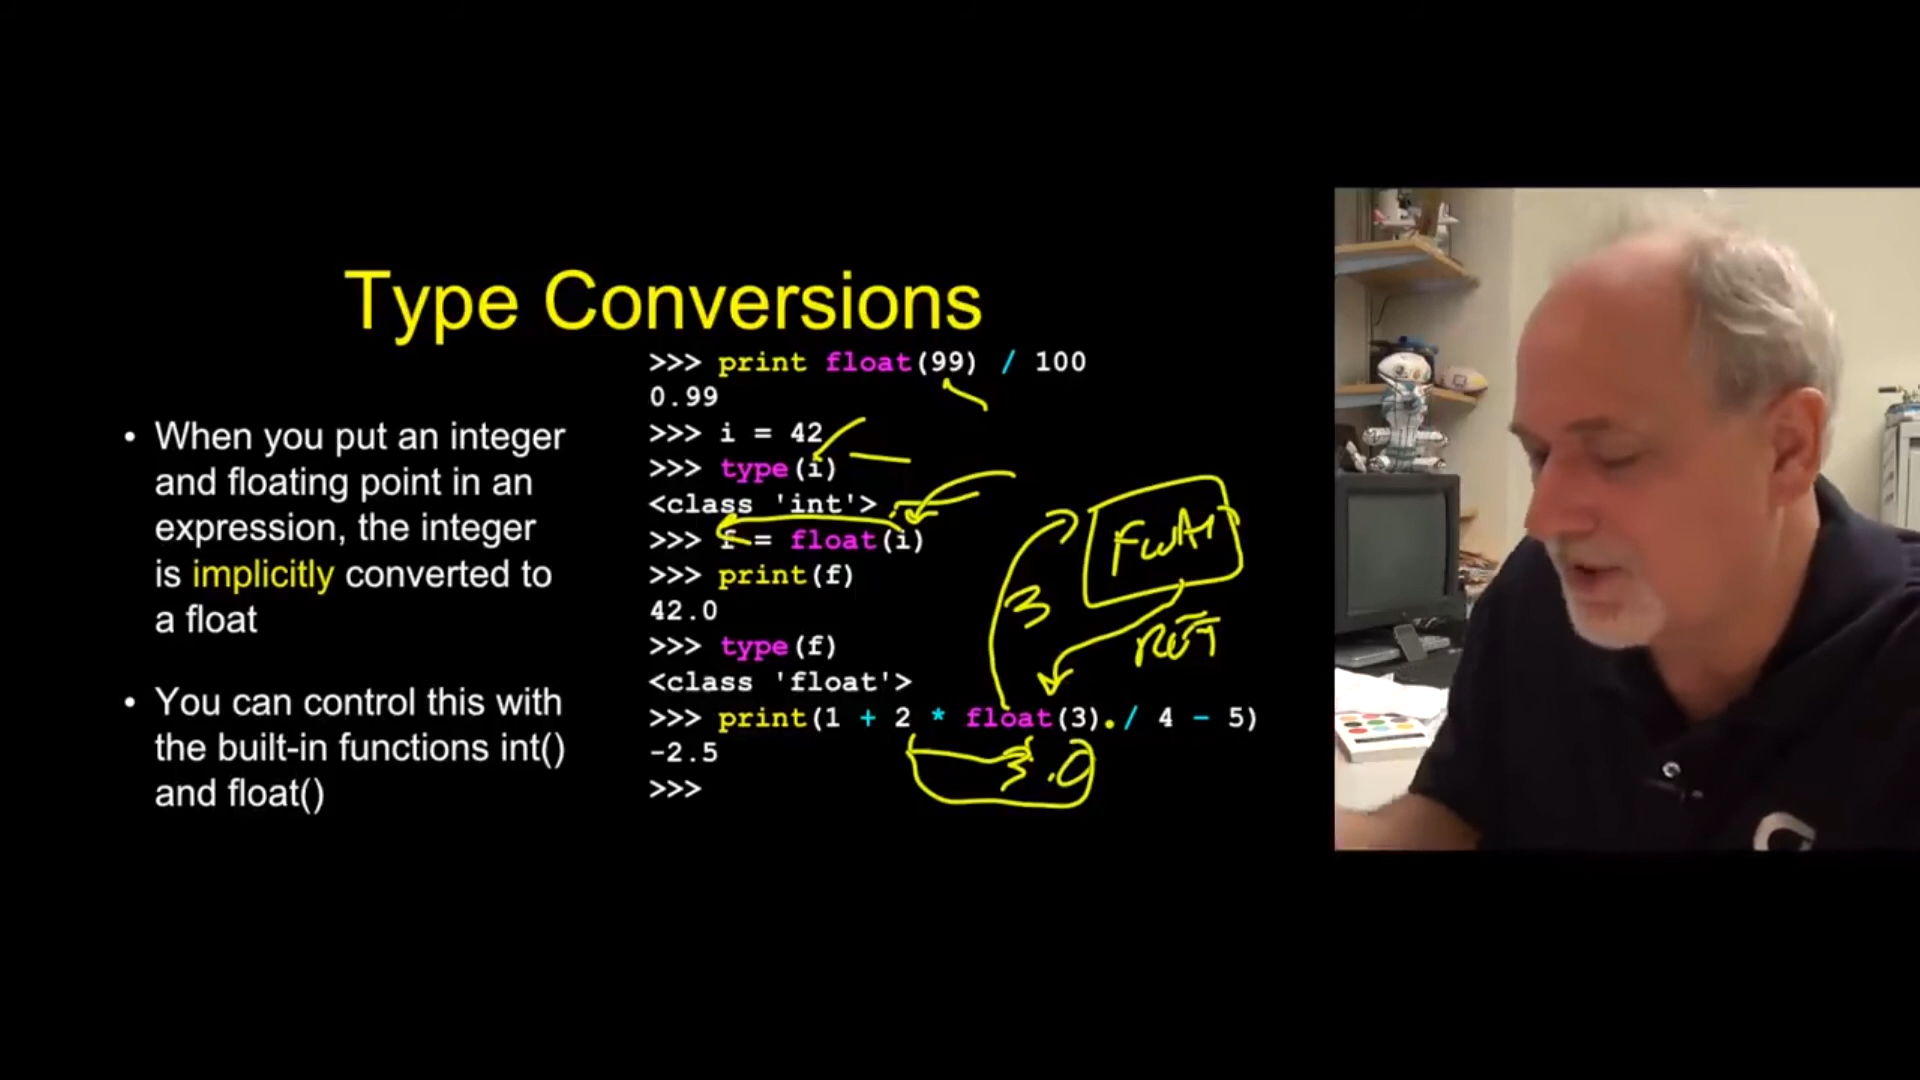 Type Conversions
• When you put an integer
and floating point in an
expression, the integer
is implicitly converted to
a float
• You can control this with
the built-in functions int()
and float()
>>> print float(99) / 100
0.99
>>> i = 42
>>> type(i)
<class 'int'>
>>> f = float(i)
>>> print(f)
42.0
>>> type(f)
<class 'float'>
>>> print(1 + 2 * float(3) / 4 - 5)
-2.5
>>>
3
RET
3.0